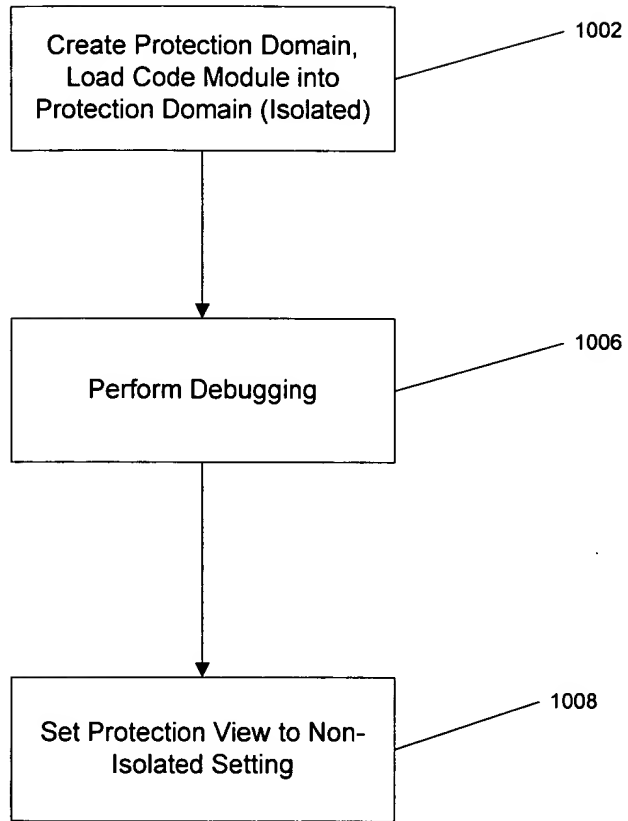 Create Protection Domain,
Load Code Module into
Protection Domain (Isolated)
1002
Perform Debugging
1006
Set Protection View to Non-
Isolated Setting
1008